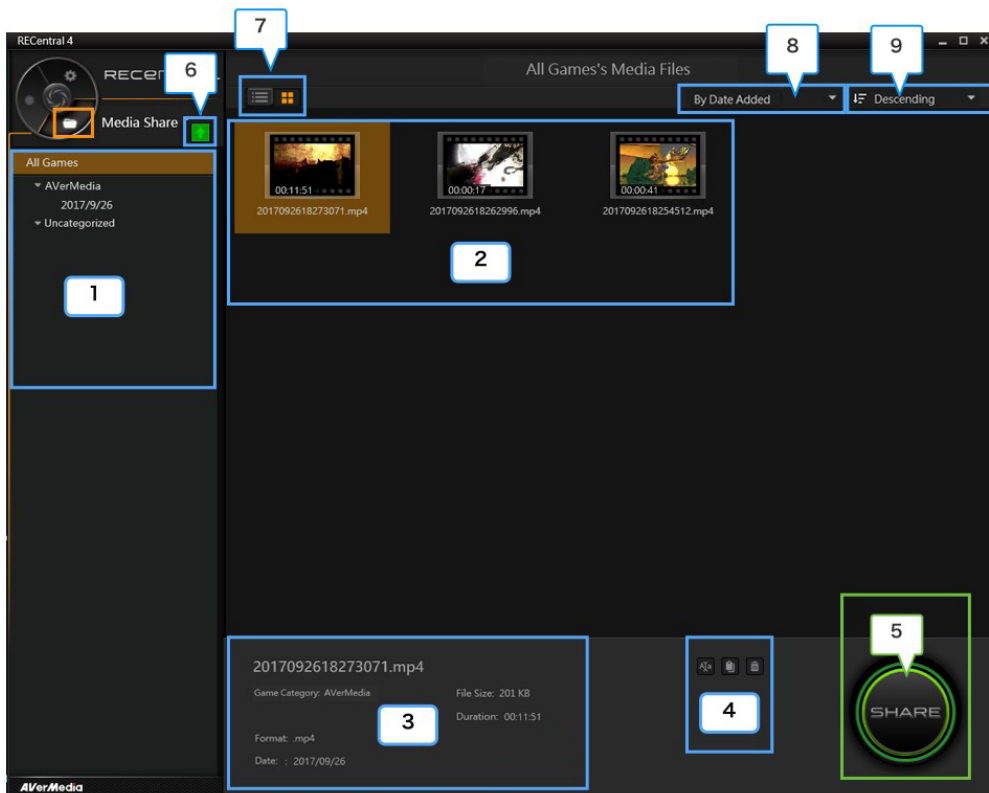 RECentral 4
7
8
9
6
RECen
All Games's Media Files
By Date Added
Descending
Media Share
All Games
AVerMedia
2017/9/26
Uncategorized
00:11:51
00:00:17
00:00:41
2017092618273071.mp4
2017092618262996.mp4
2017092618254512.mp4
2
1
5
2017092618273071.mp4
Game Category: AVerMedia
File Size: 201 KB
Duration: 00:11:51
3
4
SHARE
Format: .mp4
Date: : 2017/09/26
AVerMedia